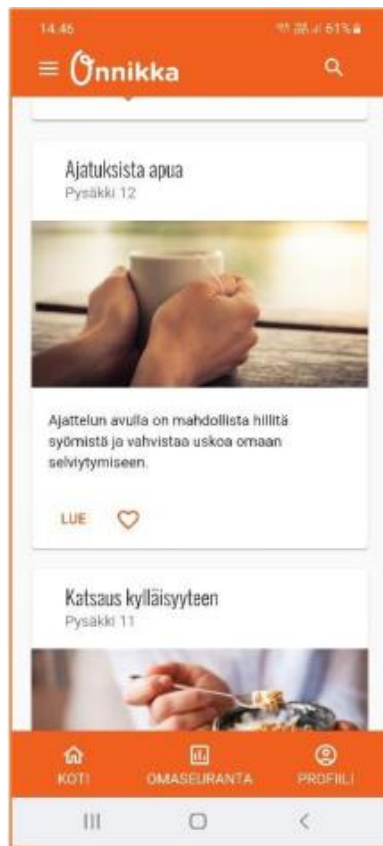 14.46
61%
Onnikka
Ajatuksista apua
Pysäkki 12
Ajattelun avulla on mahdollista hillitä
syömistä ja vahvistaa uskoa omaan
selviytymiseen.
LUE
Katsaus kylläisyyteen
Pysäkki 11
KOTI OMASEURANTA PROFIILI